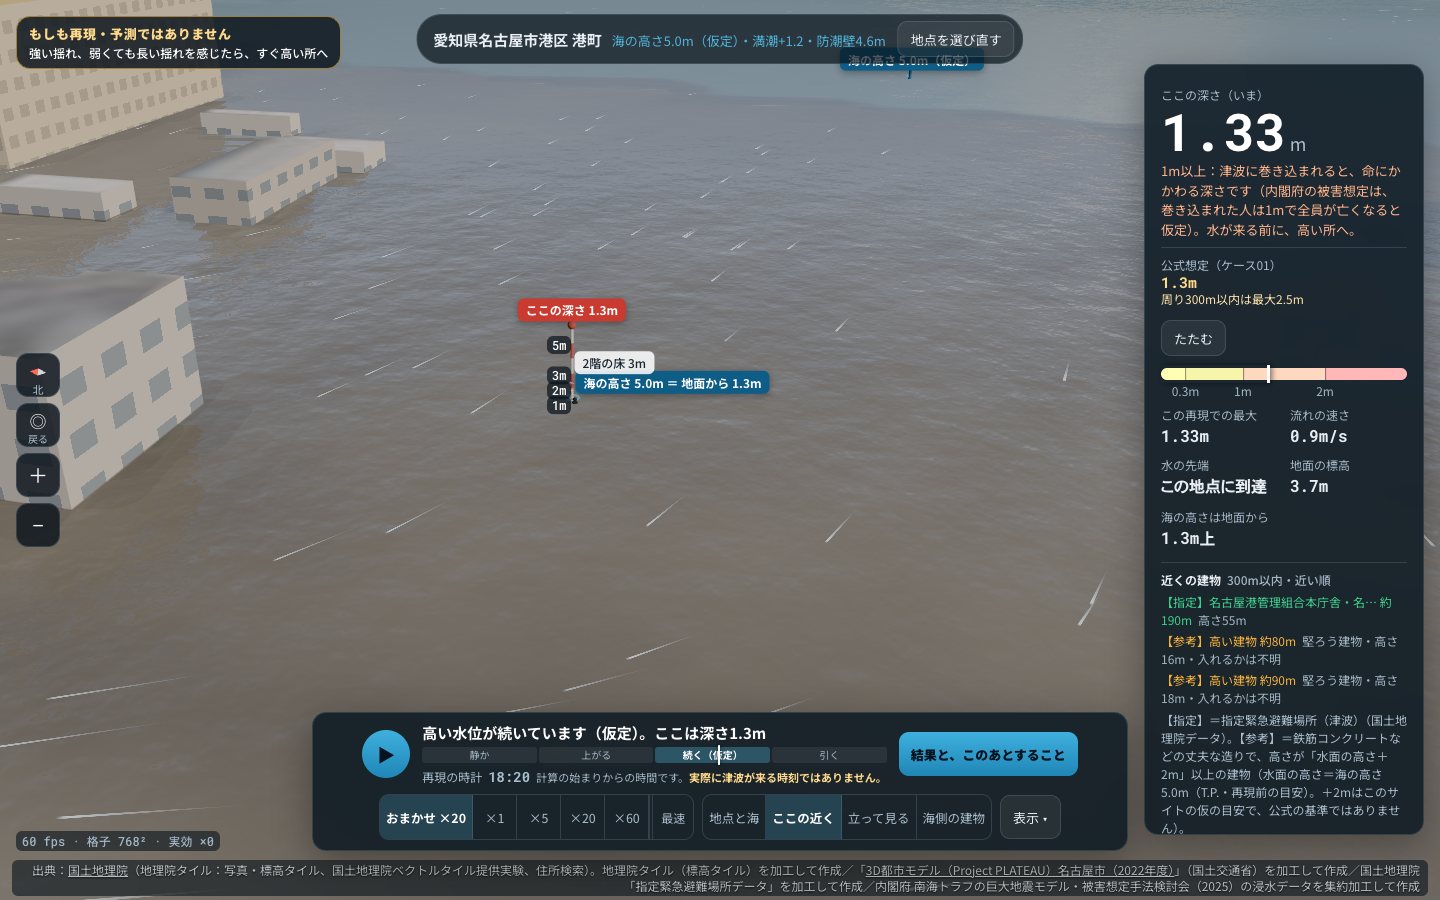 もしも再現・予測ではありません
強い揺れ、弱くても長い揺れを感じたら、すぐ高い所へ
愛知県名古屋市港区 港町 海の高さ5.0m（仮定）・満潮+1.2・防潮壁4.6m 地点を選び直す
海の高さ 5.0m（仮定）
ここの深さ（いま）
1.33 m
1m以上：津波に巻き込まれると、命にか
かわる深さです（内閣府の被害想定は、
巻き込まれた人は1mで全員が亡くなると
仮定）。水が来る前に、高い所へ。
公式想定（ケース01）
1.3m
周り300m以内は最大2.5m
たたむ
0.3m 1m 2m
この再現での最大 流れの速さ
1.33m 0.9m/s
水の先端 地面の標高
この地点に到達 3.7m
海の高さは地面から
1.3m上
近くの建物 300m以内・近い順
【指定】名古屋港管理組合本庁舎・名… 約
190m 高さ55m
【参考】高い建物 約80m 堅ろう建物・高さ
16m・入れるかは不明
【参考】高い建物 約90m 堅ろう建物・高さ
18m・入れるかは不明
【指定】＝指定緊急避難場所（津波）（国土地
理院データ）。【参考】＝鉄筋コンクリートな
どの丈夫な造りで、高さが「水面の高さ＋
2m」以上の建物（水面の高さ＝海の高さ
5.0m（T.P.・再現前の目安）。＋2mはこのサ
イトの仮の目安で、公式の基準ではありませ
ん）。
ここの深さ 1.3m
5m
2階の床 3m
3m
海の高さ 5.0m ＝ 地面から 1.3m
2m
1m
北
戻る
＋
−
高い水位が続いています（仮定）。ここは深さ1.3m
静か 上がる 続く（仮定） 引く
再現の時計 18:20 計算の始まりからの時間です。実際に津波が来る時刻ではありません。
結果と、このあとすること
おまかせ ×20 ×1 ×5 ×20 ×60 最速 地点と海 ここの近く 立って見る 海側の建物 表示 ▾
60 fps · 格子 768² · 実効 ×0
出典：国土地理院（地理院タイル：写真・標高タイル、国土地理院ベクトルタイル提供実験、住所検索）。地理院タイル（標高タイル）を加工して作成／「3D都市モデル（Project PLATEAU）名古屋市（2022年度）」（国土交通省）を加工して作成／国土地理院
「指定緊急避難場所データ」を加工して作成／内閣府 南海トラフの巨大地震モデル・被害想定手法検討会（2025）の浸水データを集約加工して作成